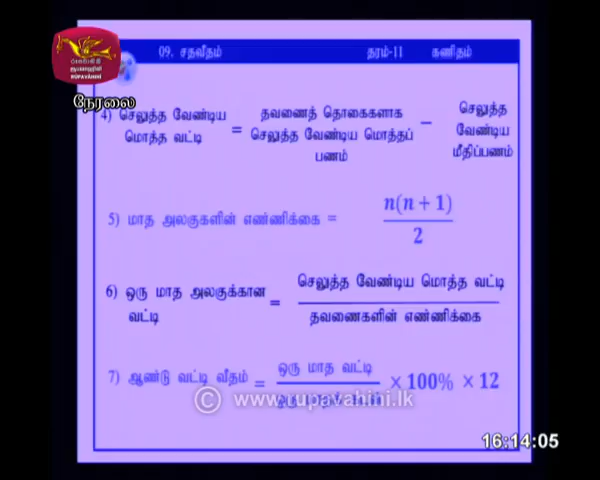 RUPAVAHINI
நேரலை
09. சதவீதம் தரம்-11 கணிதம்
4) செலுத்த வேண்டிய மொத்த வட்டி = தவணைத் தொகைகளாக செலுத்த வேண்டிய மொத்தப் பணம் − செலுத்த வேண்டிய மீதிப்பணம்
5) மாத அலகுகளின் எண்ணிக்கை = n(n + 1) / 2
6) ஒரு மாத அலகுக்கான வட்டி = செலுத்த வேண்டிய மொத்த வட்டி / தவணைகளின் எண்ணிக்கை
7) ஆண்டு வட்டி வீதம் = ஒரு மாத வட்டி × 100% × 12
© www.rupavahini.lk
16:14:05